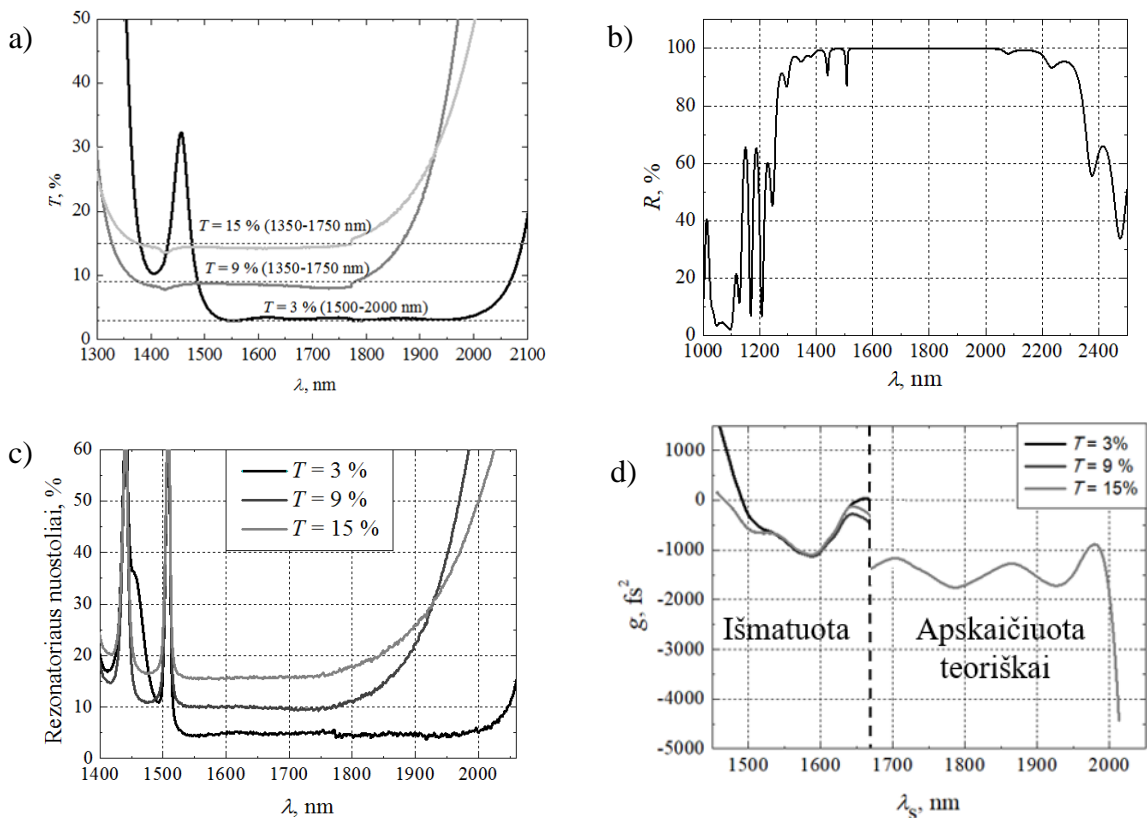 a)
50
40
30
20
10
0
T, %
T = 15 % (1350-1750 nm)
T = 9 % (1350-1750 nm)
T = 3 % (1500-2000 nm)
1300 1400 1500 1600 1700 1800 1900 2000 2100
λ, nm
b)
100
80
60
40
20
0
R, %
1000 1200 1400 1600 1800 2000 2200 2400
λ, nm
c)
60
50
40
30
20
10
0
Rezonatoriaus nuostoliai, %
T = 3 %
T = 9 %
T = 15 %
1400 1500 1600 1700 1800 1900 2000
λ, nm
d)
1000
0
-1000
-2000
-3000
-4000
-5000
g, fs²
T = 3%
T = 9 %
T = 15%
Išmatuota
Apskaičiuota
teoriškai
1500 1600 1700 1800 1900 2000
λs, nm